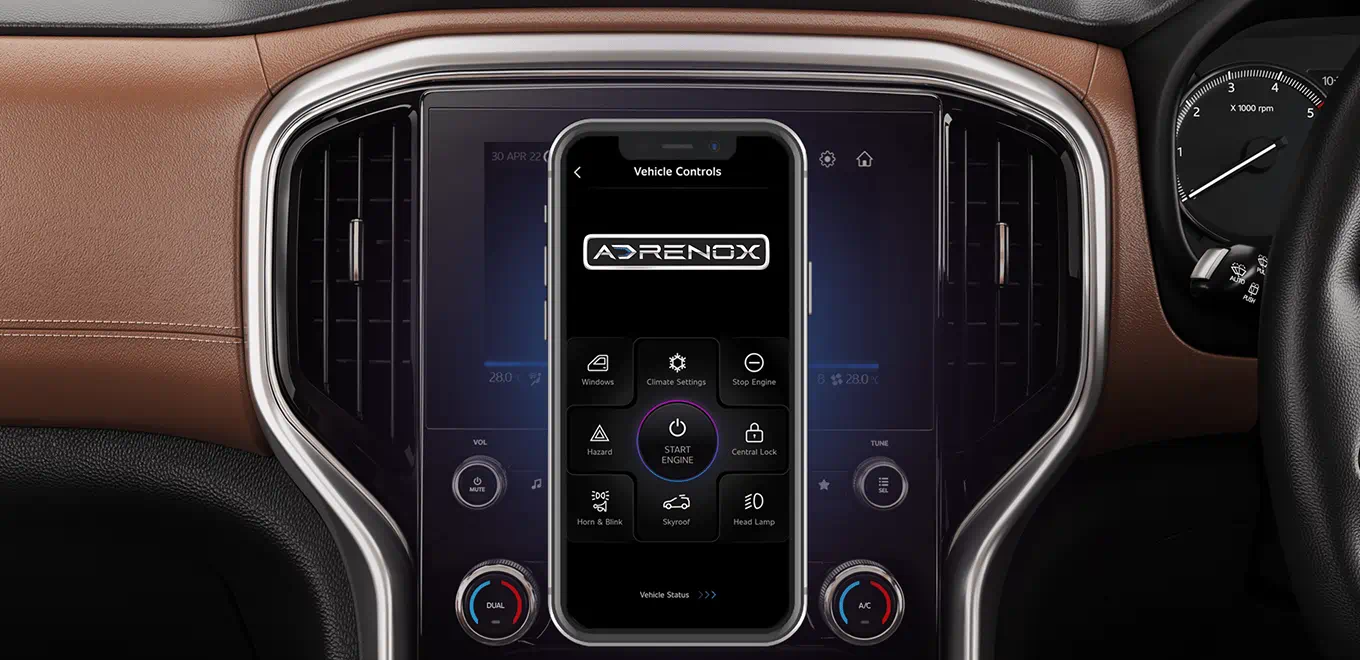 3
4
10-
X 1000 rpm
2
5
1
30 APR 22
Vehicle Controls
ADRENOX
AUTO
PUSH
Windows
Climate Settings
Stop Engine
28.0
28.0
START
ENGINE
Hazard
Central Lock
VOL
TUNE
MUTE
SEL
Horn & Blink
Skyroof
Head Lamp
Vehicle Status >>>
DUAL
A/C